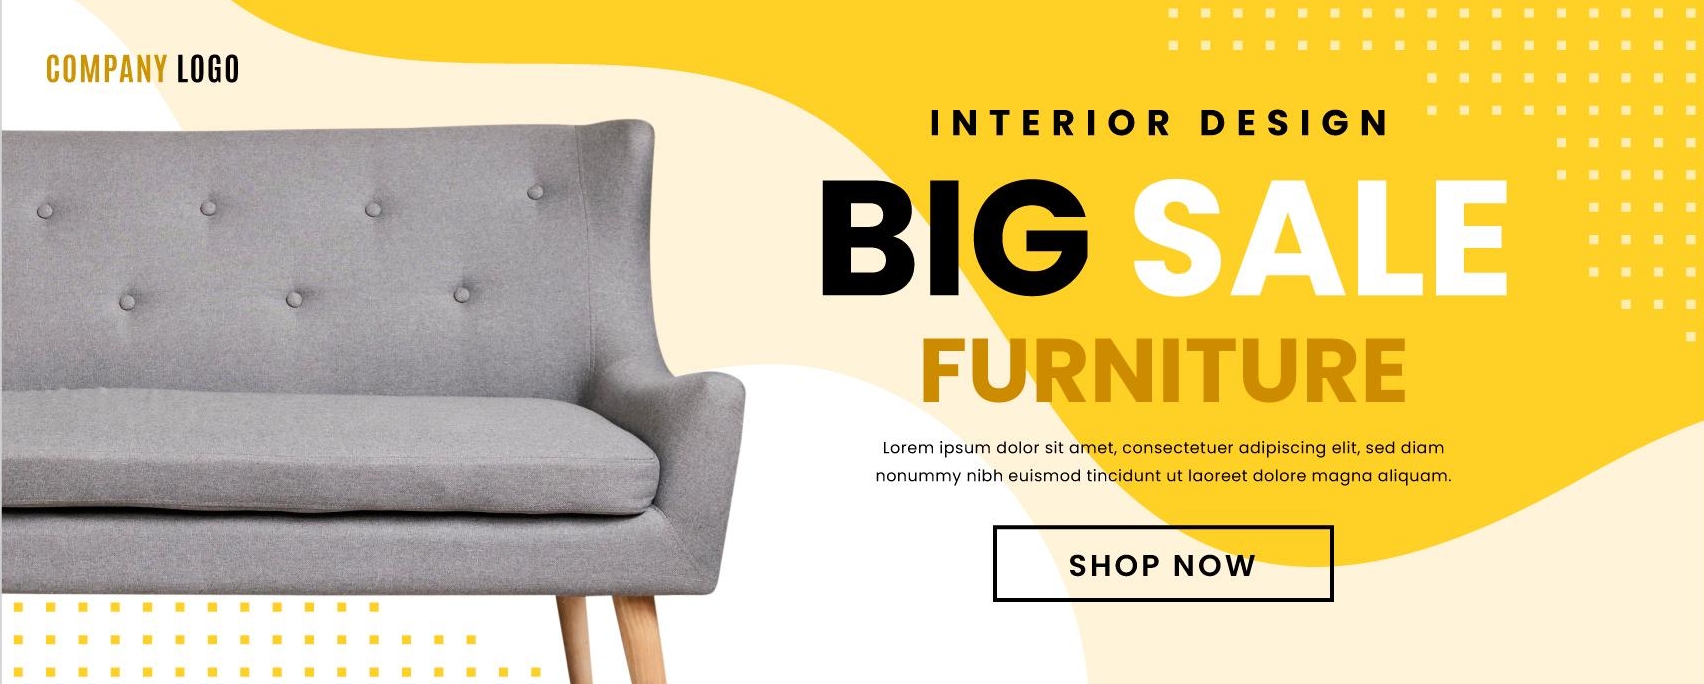 COMPANY LOGO
INTERIOR DESIGN
BIG SALE
FURNITURE
Lorem ipsum dolor sit amet, consectetuer adipiscing elit, sed diam
nonummy nibh euismod tincidunt ut laoreet dolore magna aliquam.
SHOP NOW